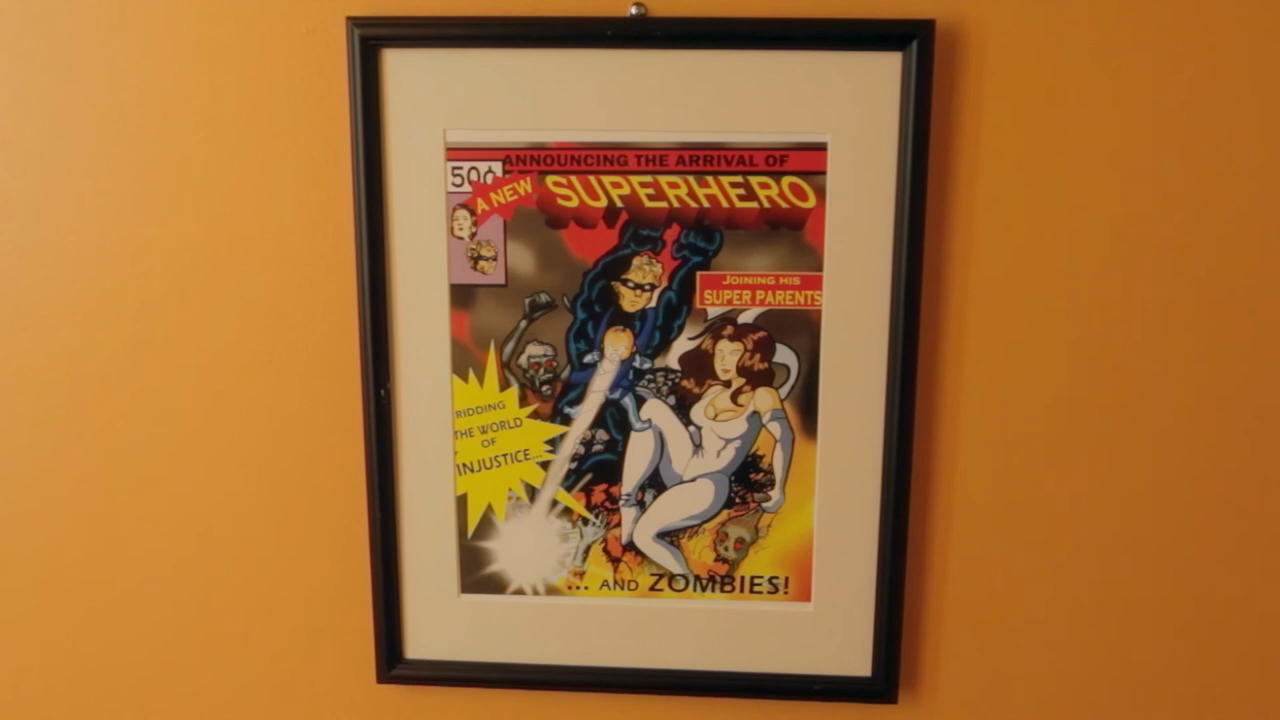 ANNOUNCING THE ARRIVAL OF
50¢
A NEW
SUPERHERO
JOINING HIS
SUPER PARENTS
RIDDING
THE WORLD
OF
INJUSTICE...
... AND ZOMBIES!